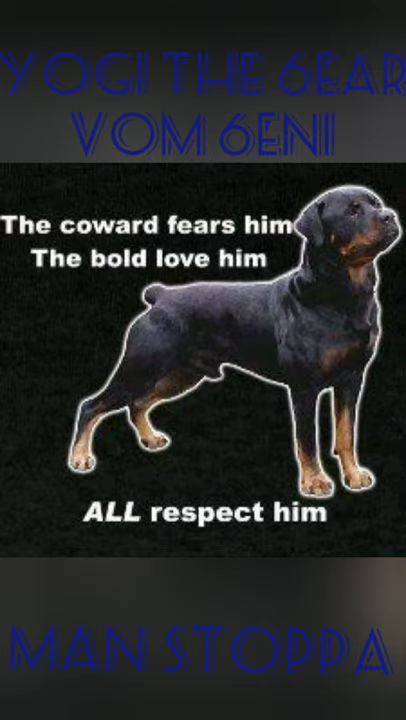 YOGI THE 6EAR
VOM 6ENI
The coward fears him
The bold love him
ALL respect him
MAN STOPPA